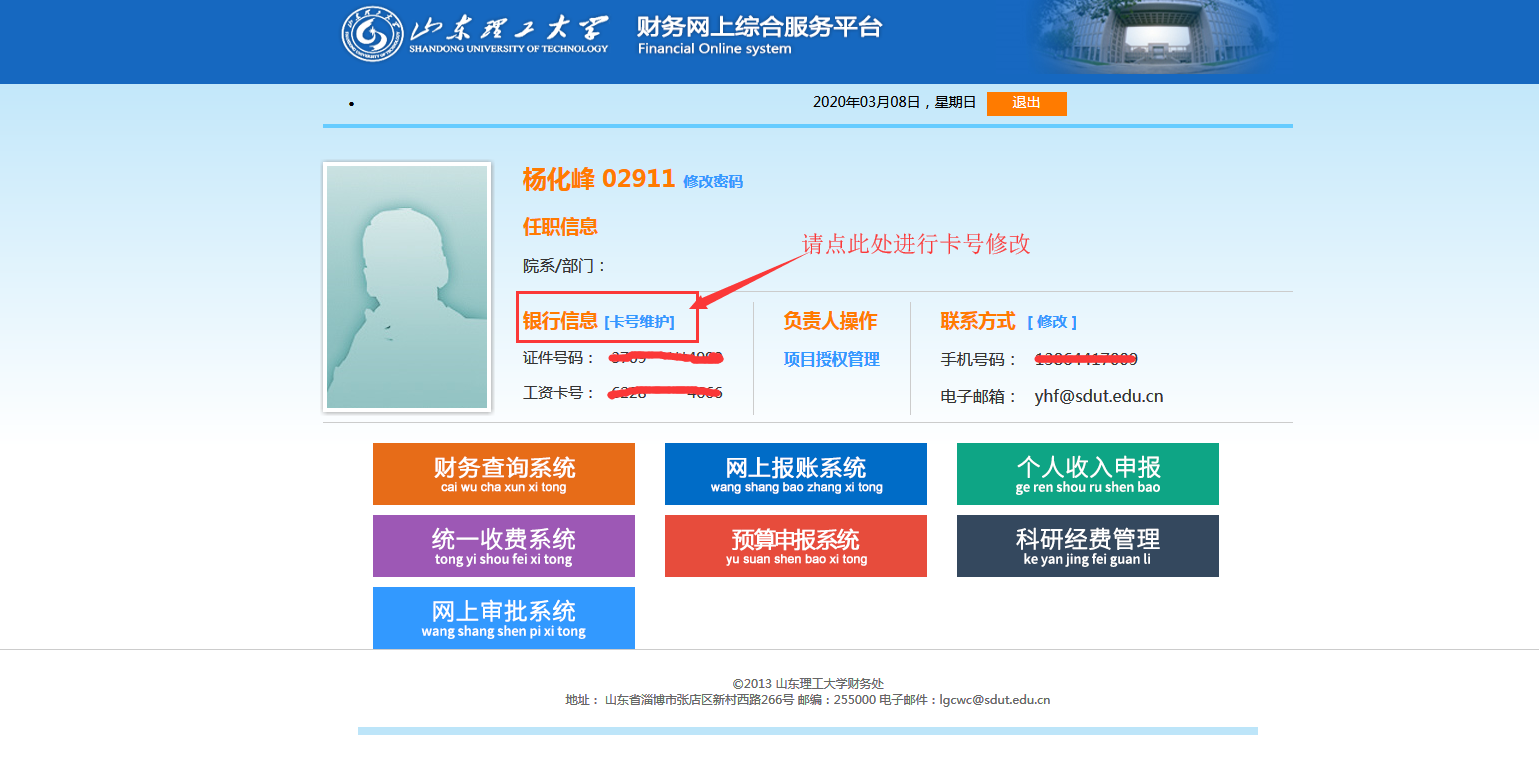 山东理工大学 财务网上综合服务平台
SHANDONG UNIVERSITY OF TECHNOLOGY Financial Online system
2020年03月08日，星期日 退出
杨化峰 02911 修改密码
任职信息
请点此处进行卡号修改
院系/部门：
银行信息 [卡号维护] 负责人操作 联系方式 [ 修改 ]
证件号码： 项目授权管理 手机号码：
工资卡号： 电子邮箱： yhf@sdut.edu.cn
财务查询系统 网上报账系统 个人收入申报
cai wu cha xun xi tong wang shang bao zhang xi tong ge ren shou ru shen bao
统一收费系统 预算申报系统 科研经费管理
tong yi shou fei xi tong yu suan shen bao xi tong ke yan jing fei guan li
网上审批系统
wang shang shen pi xi tong
©2013 山东理工大学财务处
地址： 山东省淄博市张店区新村西路266号 邮编：255000 电子邮件：lgcwc@sdut.edu.cn